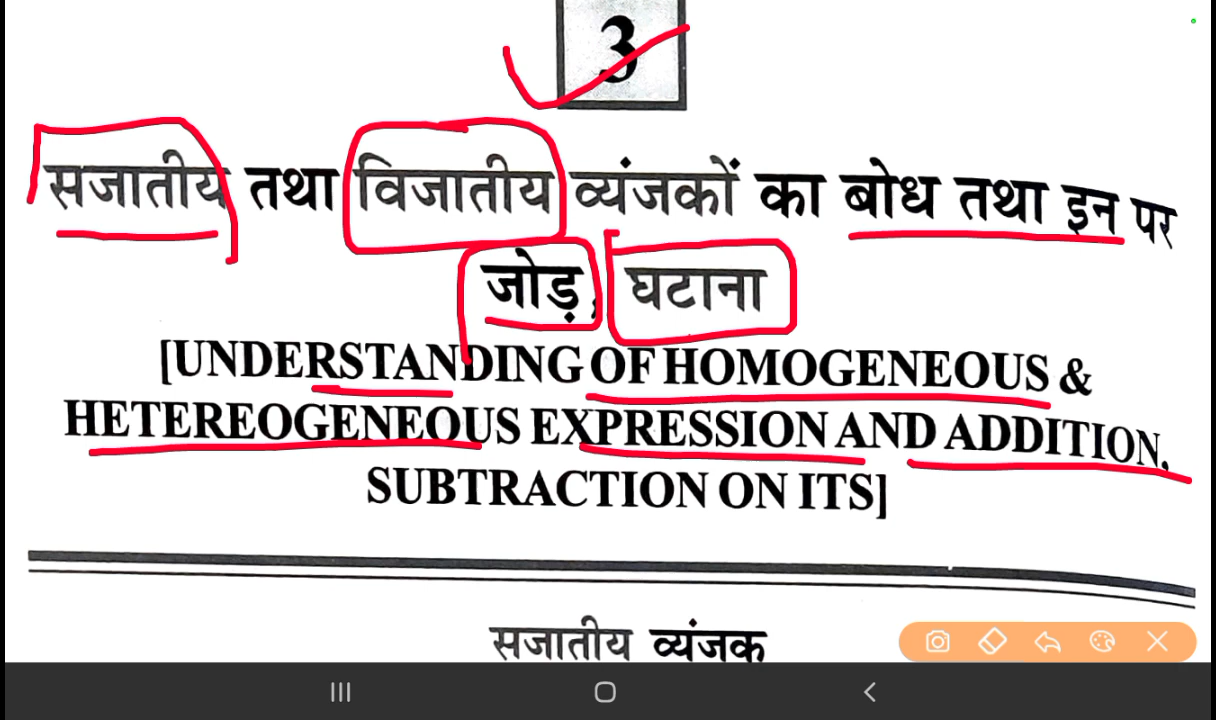 3
सजातीय तथा विजातीय व्यंजकों का बोध तथा इन पर
जोड़, घटाना
[UNDERSTANDING OF HOMOGENEOUS &
HETEREOGENEOUS EXPRESSION AND ADDITION,
SUBTRACTION ON ITS]
सजातीय व्यंजक